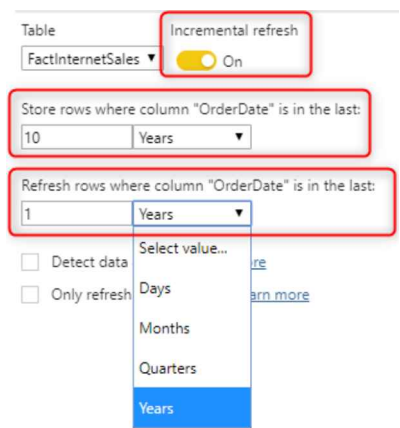 Table Incremental refresh
FactInternetSales On
Store rows where column "OrderDate" is in the last:
10 Years
Refresh rows where column "OrderDate" is in the last:
1 Years
Select value...
Detect data re
Days
Only refresh arn more
Months
Quarters
Years